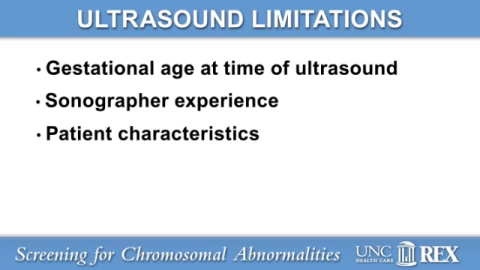 ULTRASOUND LIMITATIONS
• Gestational age at time of ultrasound
• Sonographer experience
• Patient characteristics
Screening for Chromosomal Abnormalities
UNC REX
HEALTH CARE